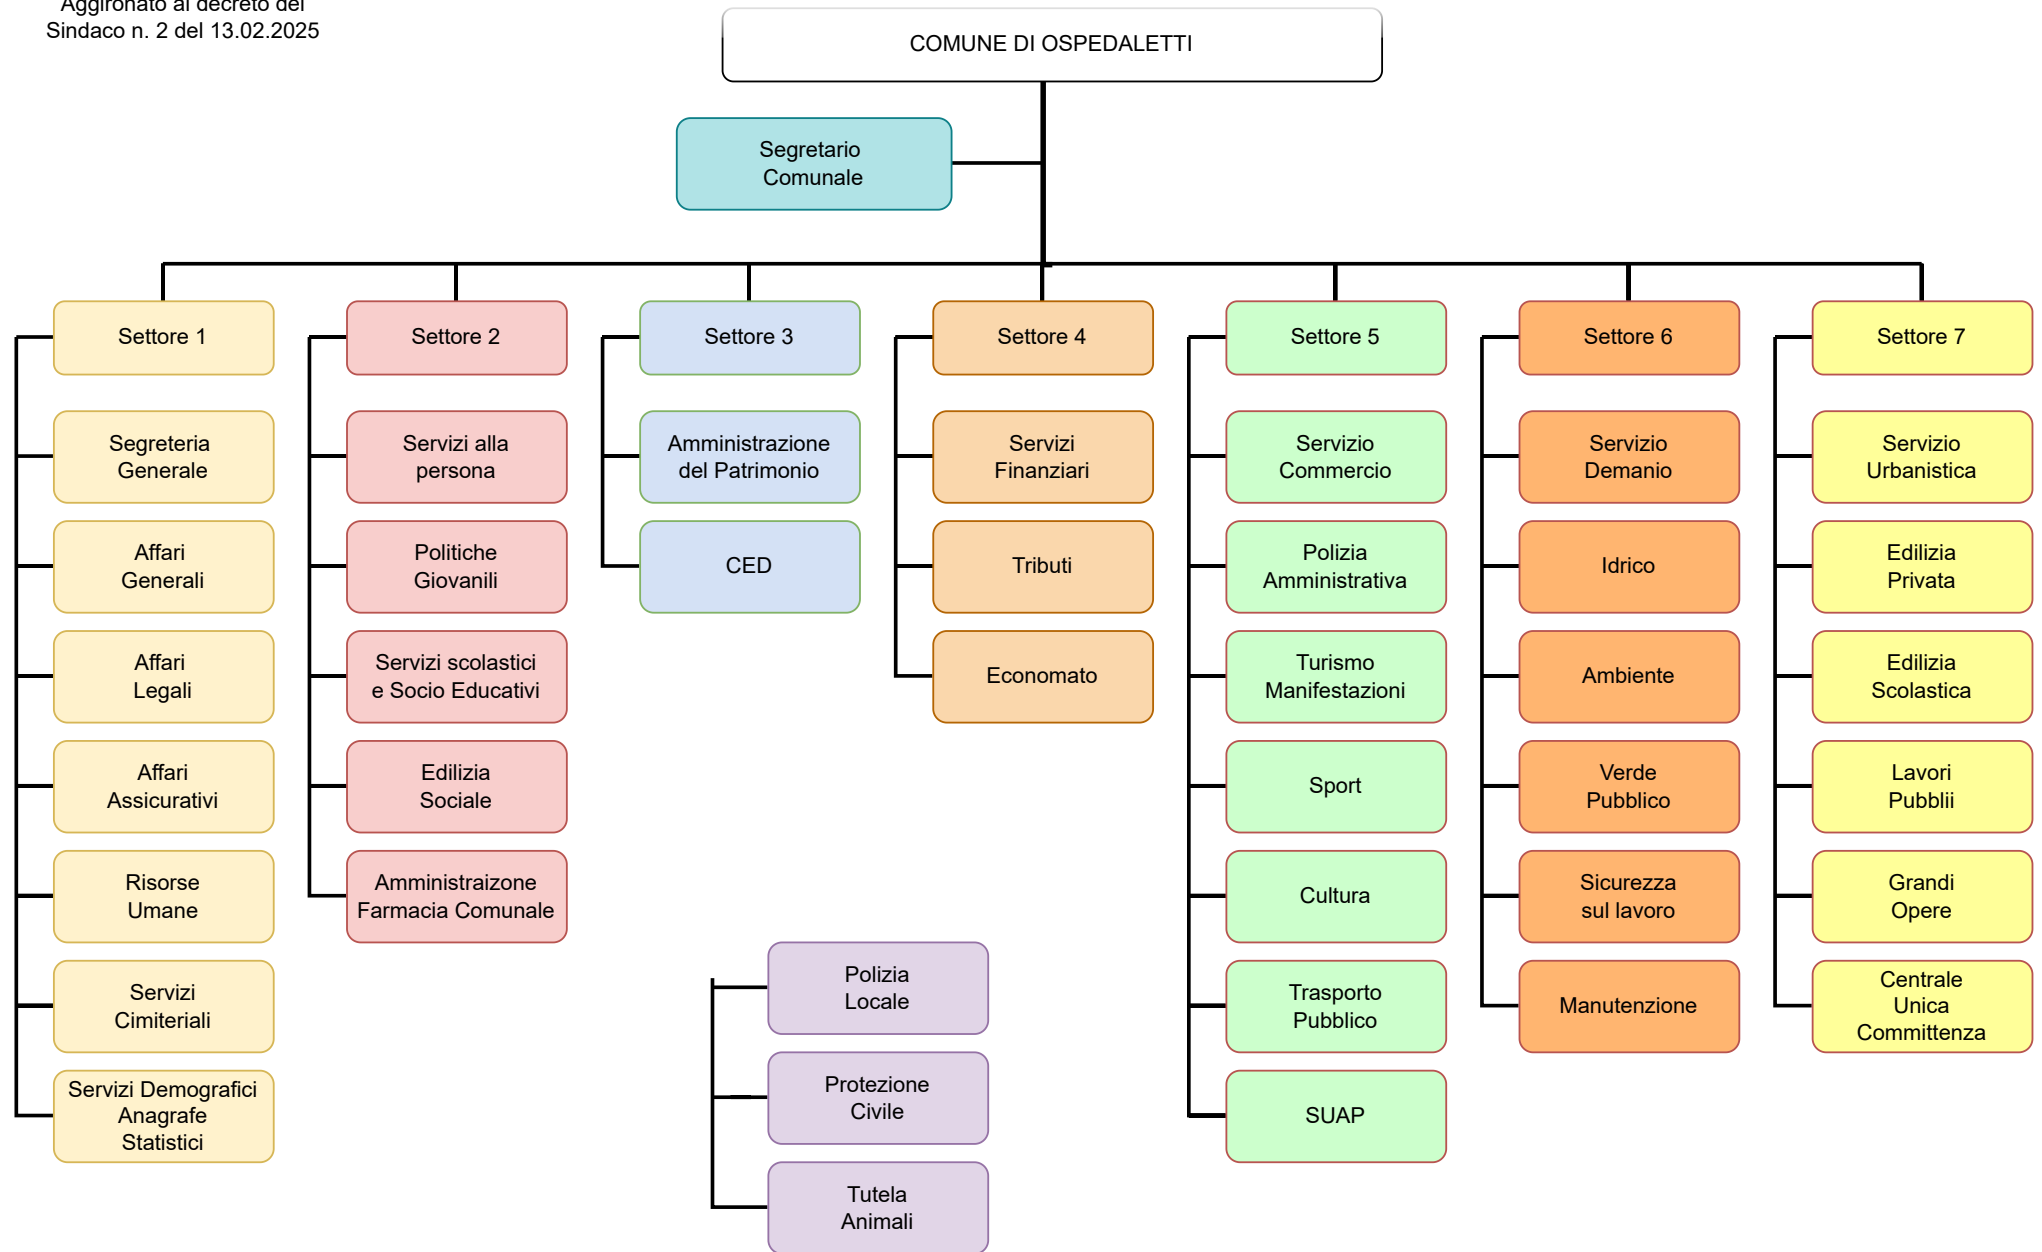 Aggironato al decreto del
Sindaco n. 2 del 13.02.2025
COMUNE DI OSPEDALETTI
Segretario
Comunale
Settore 1
Segreteria
Generale
Affari
Generali
Affari
Legali
Affari
Assicurativi
Risorse
Umane
Servizi
Cimiteriali
Servizi Demografici
Anagrafe
Statistici
Settore 2
Servizi alla
persona
Politiche
Giovanili
Servizi scolastici
e Socio Educativi
Edilizia
Sociale
Amministraizone
Farmacia Comunale
Settore 3
Amministrazione
del Patrimonio
CED
Settore 4
Servizi
Finanziari
Tributi
Economato
Polizia
Locale
Protezione
Civile
Tutela
Animali
Settore 5
Servizio
Commercio
Polizia
Amministrativa
Turismo
Manifestazioni
Sport
Cultura
Trasporto
Pubblico
SUAP
Settore 6
Servizio
Demanio
Idrico
Ambiente
Verde
Pubblico
Sicurezza
sul lavoro
Manutenzione
Settore 7
Servizio
Urbanistica
Edilizia
Privata
Edilizia
Scolastica
Lavori
Pubblii
Grandi
Opere
Centrale
Unica
Committenza